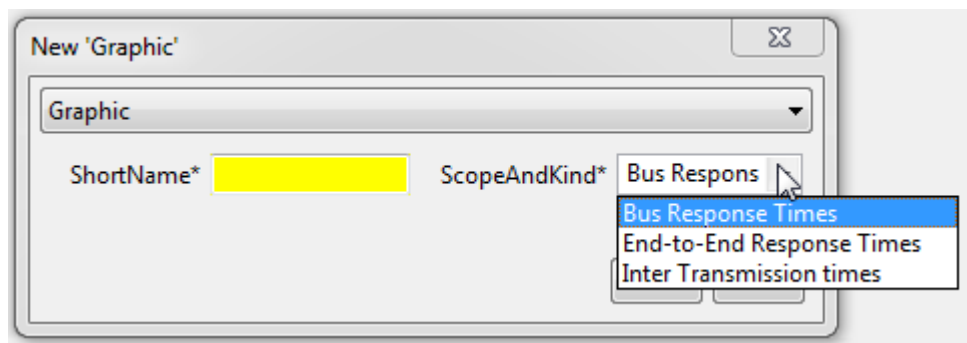 New 'Graphic'
Graphic
ShortName* ScopeAndKind* Bus Respons
Bus Response Times
End-to-End Response Times
Inter Transmission times